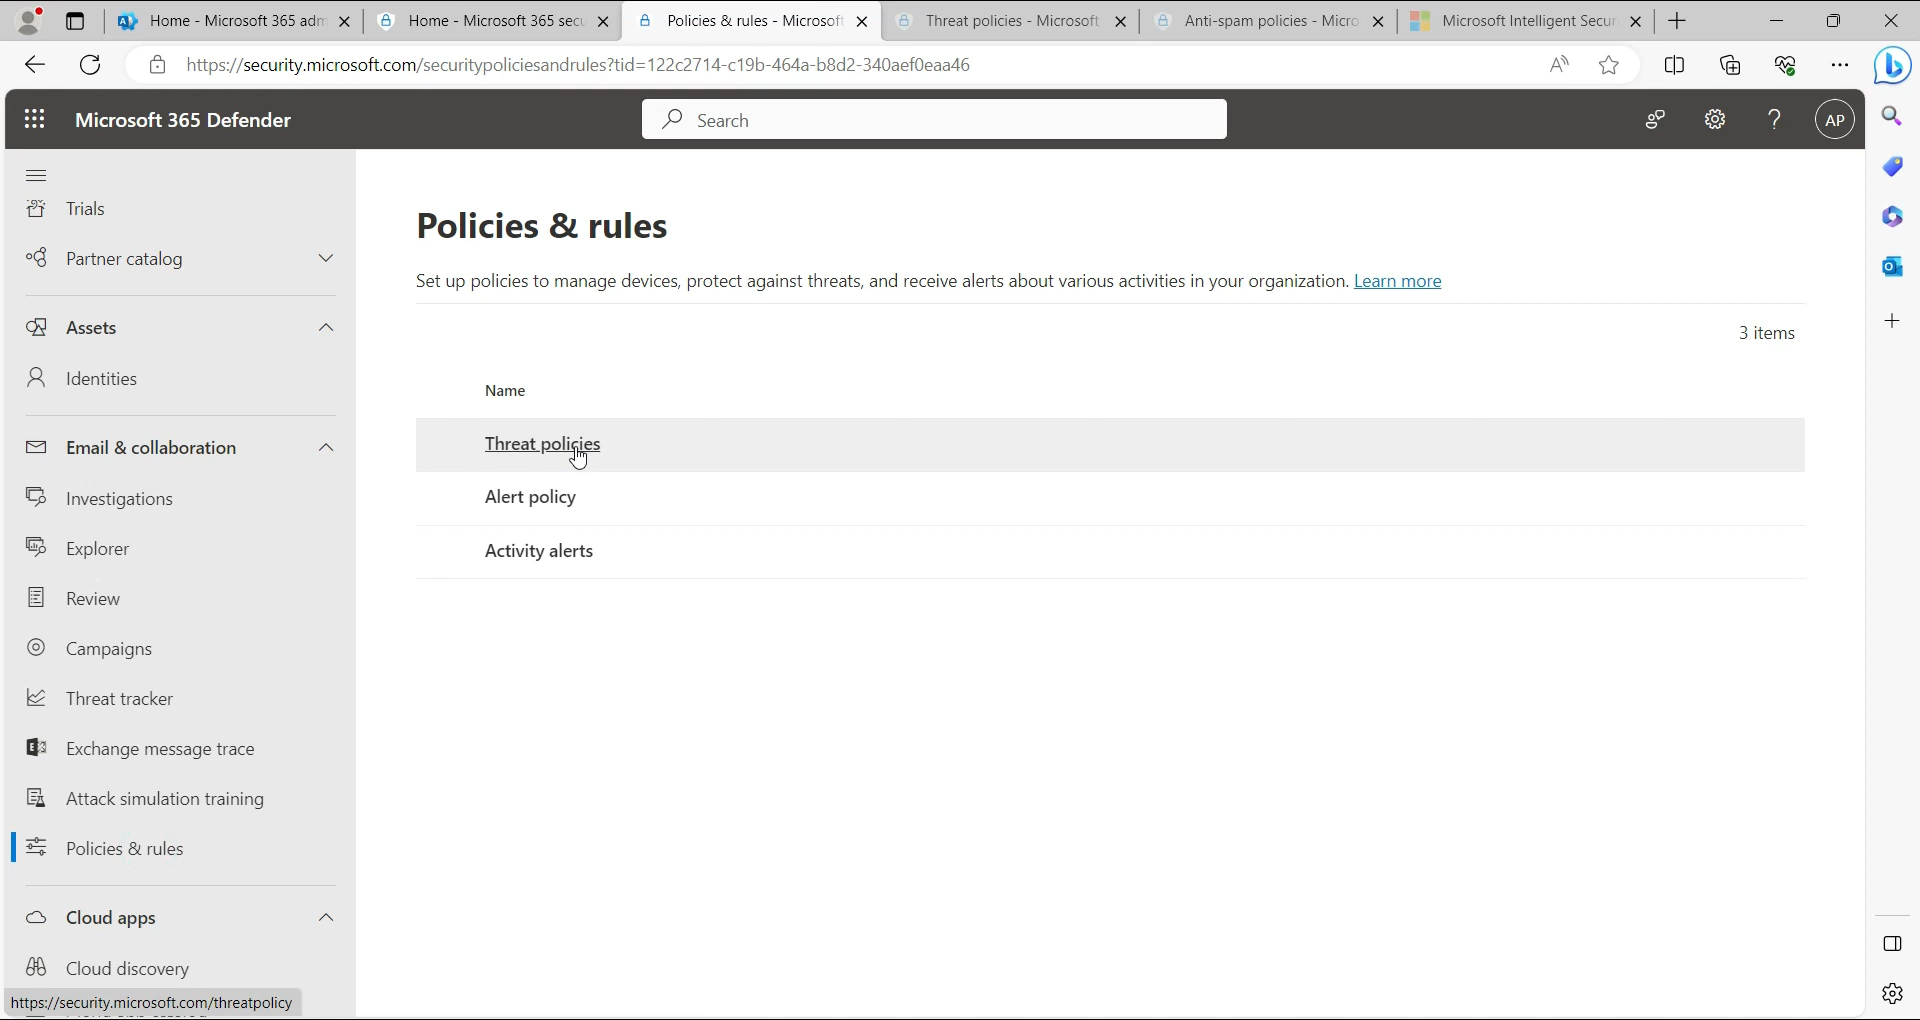 Home - Microsoft 365 adm
Home - Microsoft 365 secu
Policies & rules - Microsoft
Threat policies - Microsoft
Anti-spam policies - Micro
Microsoft Intelligent Secur
https://security.microsoft.com/securitypoliciesandrules?tid=122c2714-c19b-464a-b8d2-340aef0eaa46
Microsoft 365 Defender
Search
AP
Trials
Partner catalog
Assets
Identities
Email & collaboration
Investigations
Explorer
Review
Campaigns
Threat tracker
Exchange message trace
Attack simulation training
Policies & rules
Cloud apps
Cloud discovery
https://security.microsoft.com/threatpolicy
Policies & rules
Set up policies to manage devices, protect against threats, and receive alerts about various activities in your organization. Learn more
3 items
Name
Threat policies
Alert policy
Activity alerts